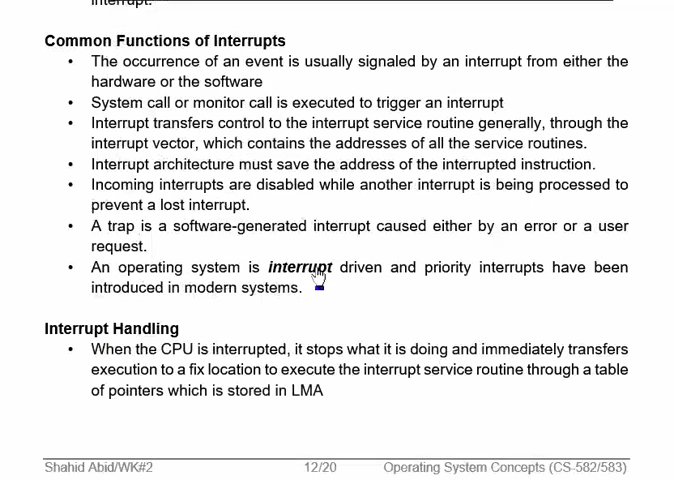 interrupt.
Common Functions of Interrupts
• The occurrence of an event is usually signaled by an interrupt from either the
hardware or the software
• System call or monitor call is executed to trigger an interrupt
• Interrupt transfers control to the interrupt service routine generally, through the
interrupt vector, which contains the addresses of all the service routines.
• Interrupt architecture must save the address of the interrupted instruction.
• Incoming interrupts are disabled while another interrupt is being processed to
prevent a lost interrupt.
• A trap is a software-generated interrupt caused either by an error or a user
request.
• An operating system is interrupt driven and priority interrupts have been
introduced in modern systems.
Interrupt Handling
• When the CPU is interrupted, it stops what it is doing and immediately transfers
execution to a fix location to execute the interrupt service routine through a table
of pointers which is stored in LMA
Shahid Abid/WK#2 12/20 Operating System Concepts (CS-582/583)